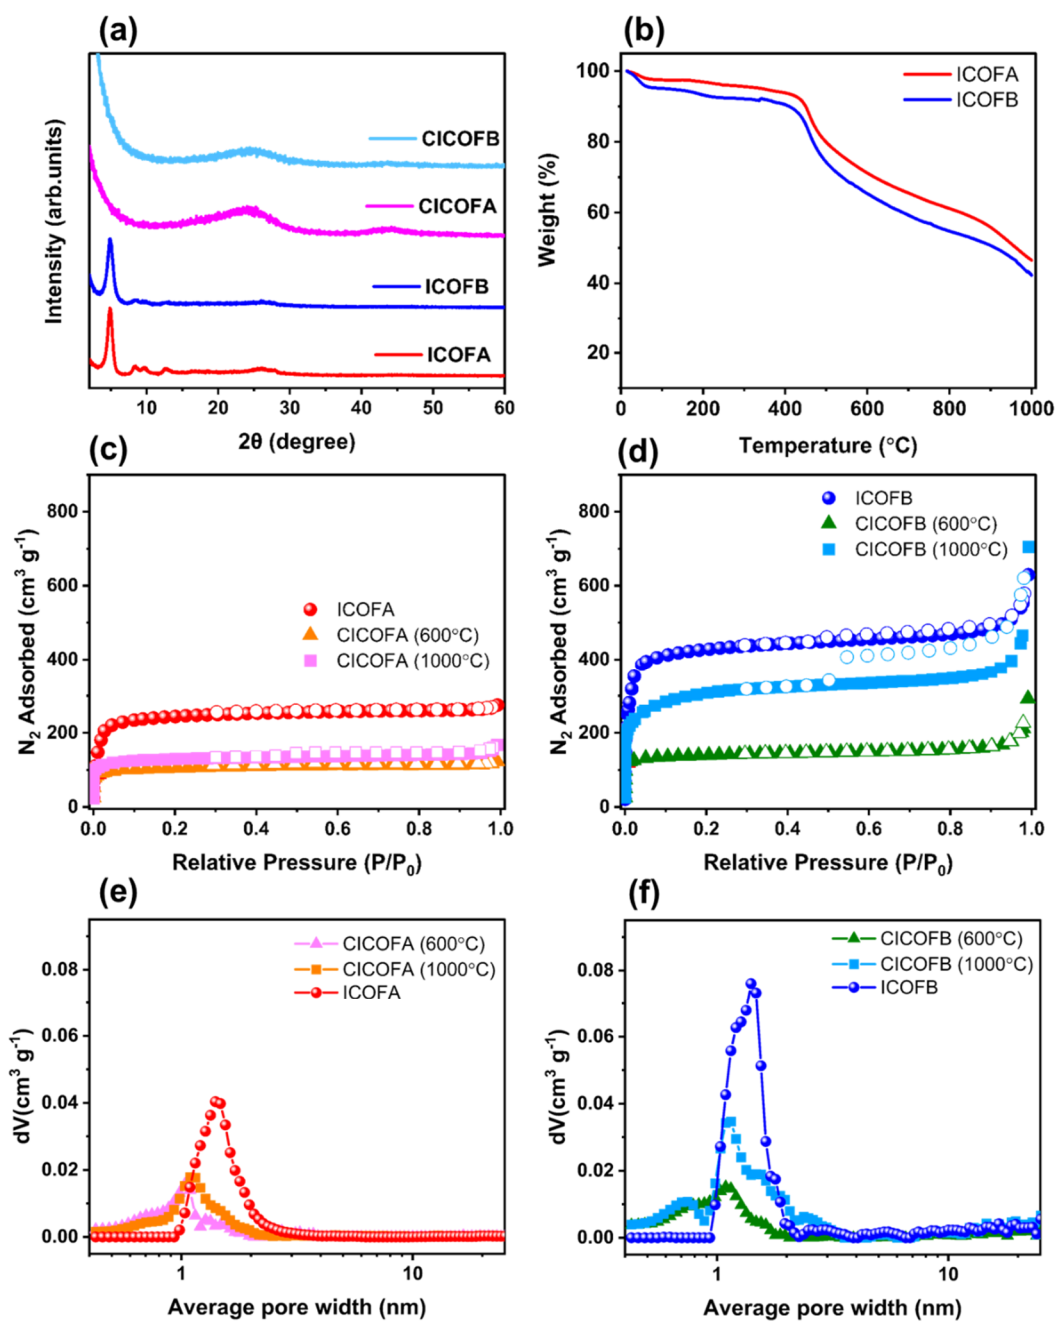 (a)
CICOFB
CICOFA
ICOFB
ICOFA
Intensity (arb.units)
10 20 30 40 50 60
2θ (degree)
(b)
ICOFA
ICOFB
100
80
60
40
20
Weight (%)
0 200 400 600 800 1000
Temperature (°C)
(c)
800
600
400
200
0
N₂ Adsorbed (cm³ g⁻¹)
ICOFA
CICOFA (600°C)
CICOFA (1000°C)
0.0 0.2 0.4 0.6 0.8 1.0
Relative Pressure (P/P₀)
(d)
800
600
400
200
0
N₂ Adsorbed (cm³ g⁻¹)
ICOFB
CICOFB (600°C)
CICOFB (1000°C)
0.0 0.2 0.4 0.6 0.8 1.0
Relative Pressure (P/P₀)
(e)
CICOFA (600°C)
CICOFA (1000°C)
ICOFA
0.08
0.06
0.04
0.02
0.00
dV(cm³ g⁻¹)
1 10
Average pore width (nm)
(f)
CICOFB (600°C)
CICOFB (1000°C)
ICOFB
0.08
0.06
0.04
0.02
0.00
dV(cm³ g⁻¹)
1 10
Average pore width (nm)